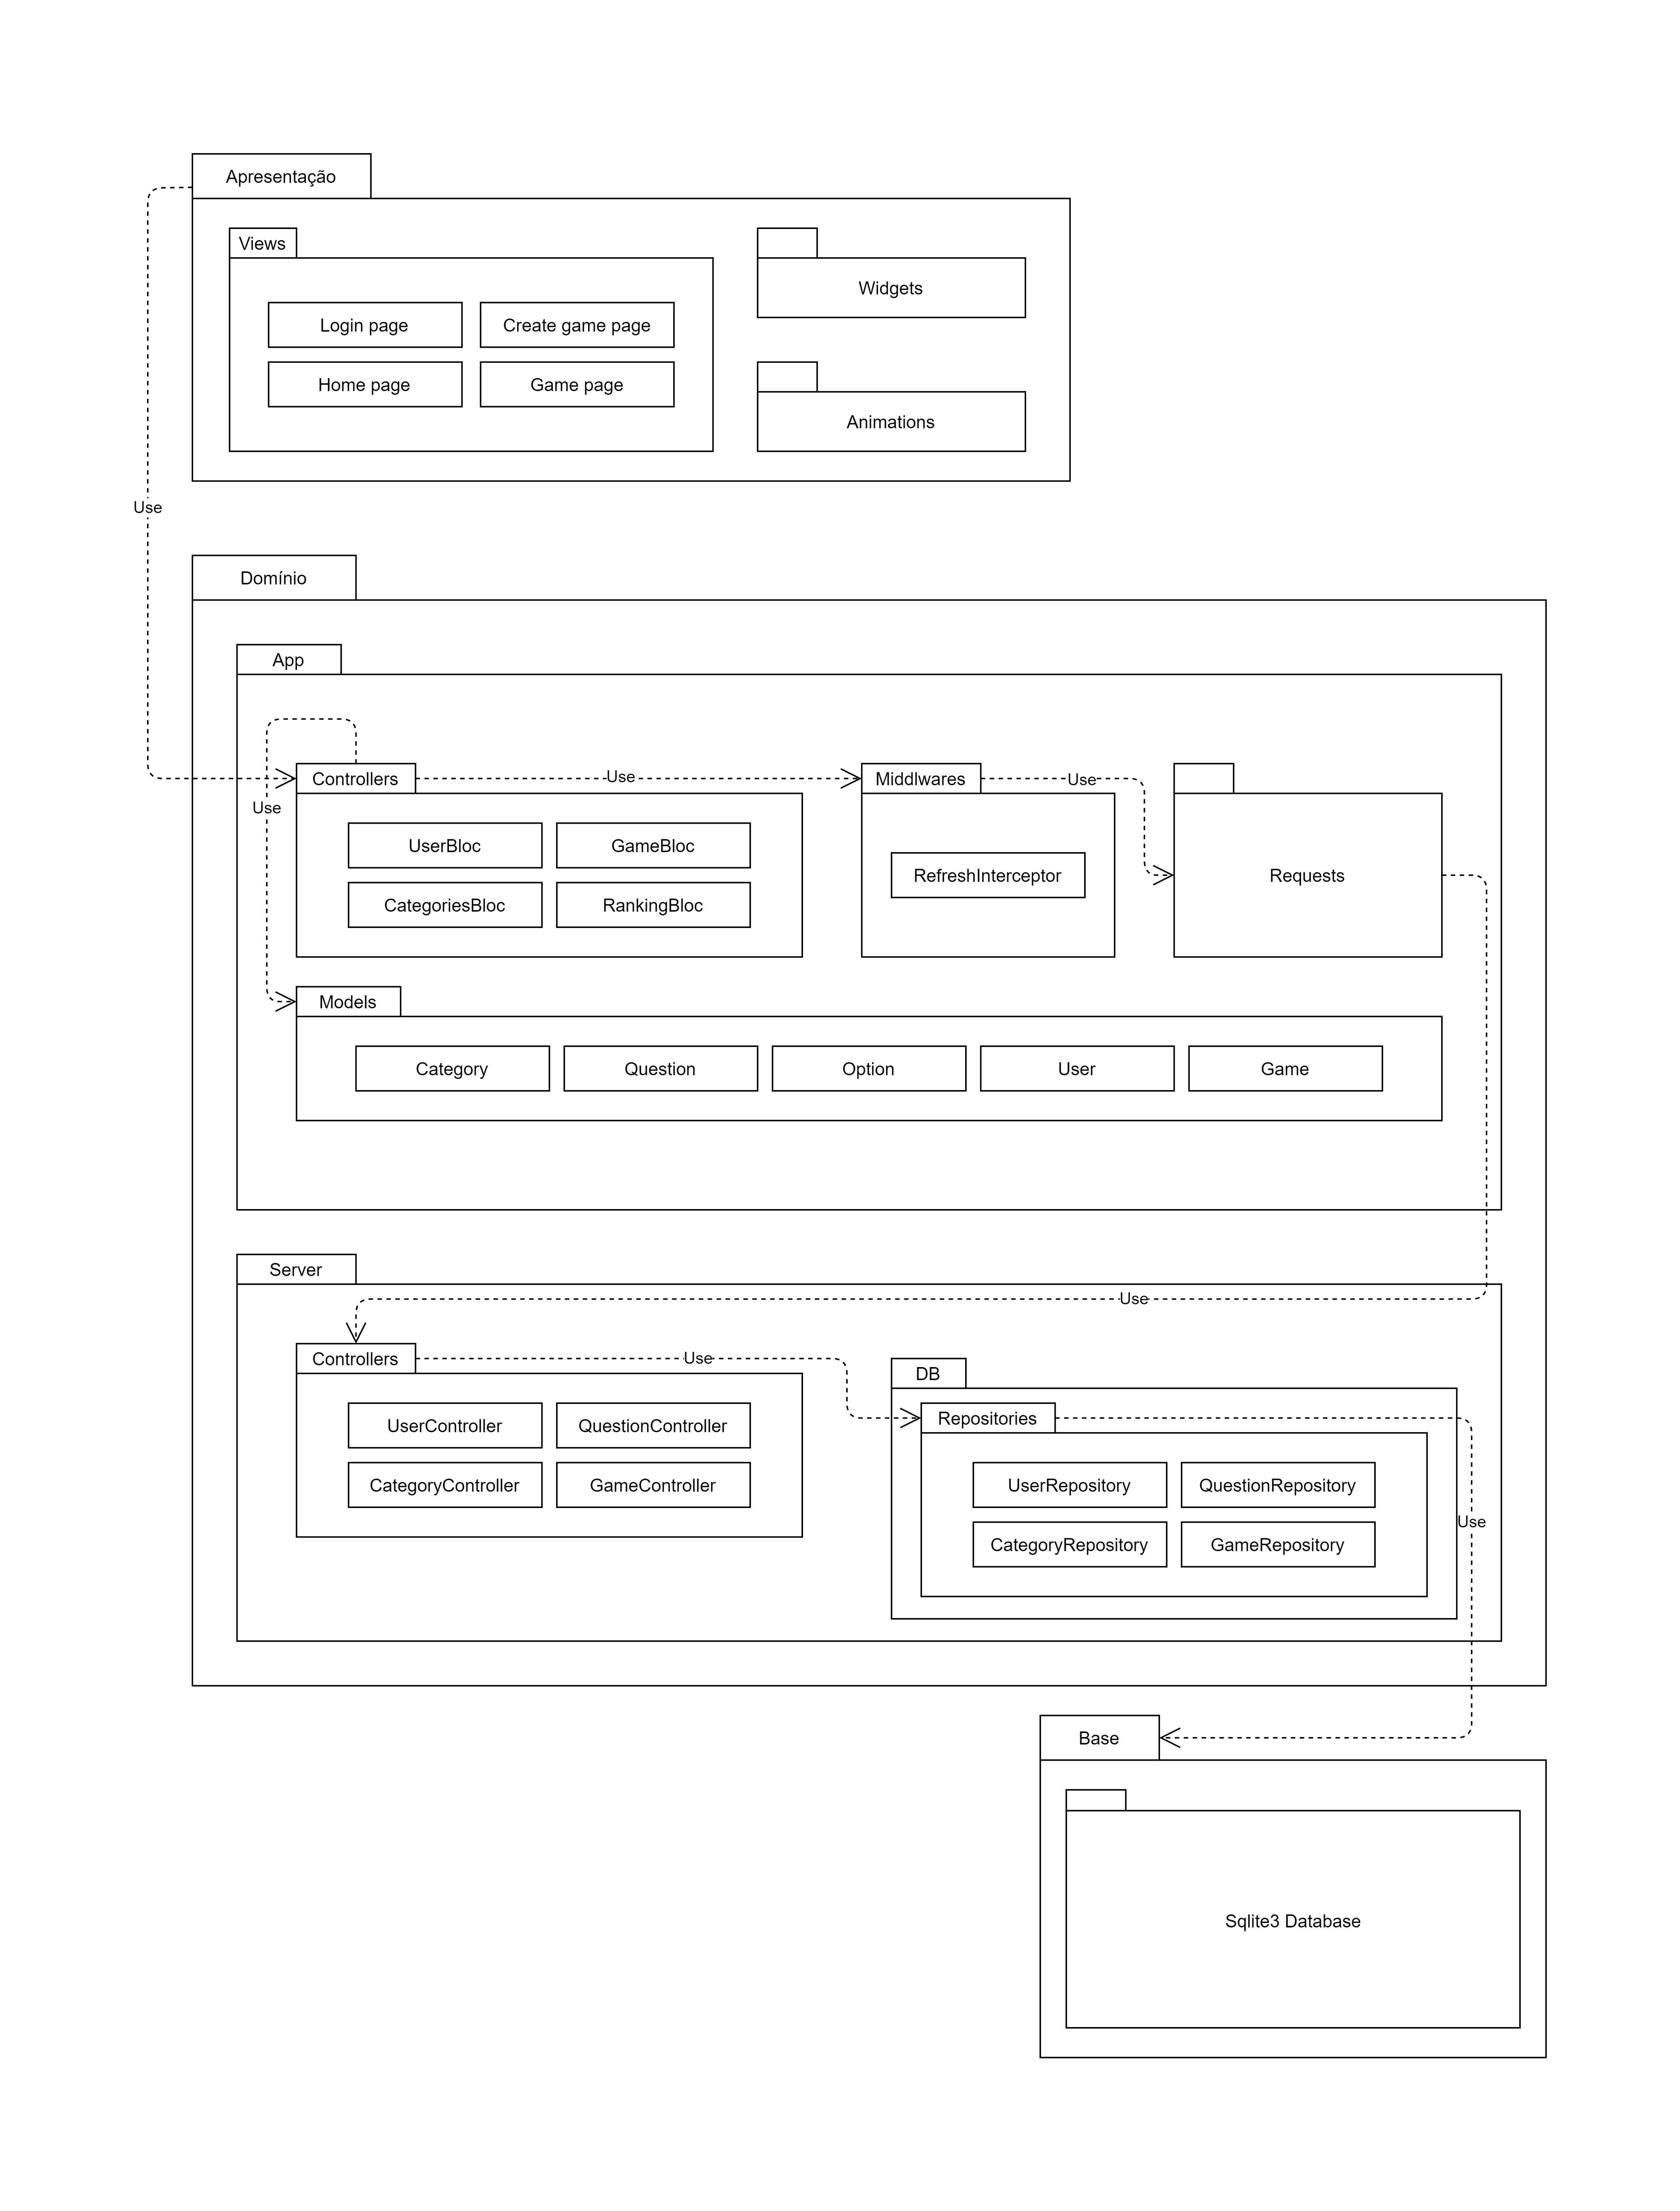 Apresentação
Views
Login page
Create game page
Home page
Game page
Widgets
Animations
Use
Domínio
App
Controllers
Use
Middlwares
Use
Use
UserBloc
GameBloc
CategoriesBloc
RankingBloc
RefreshInterceptor
Requests
Models
Category
Question
Option
User
Game
Server
Use
Controllers
Use
UserController
QuestionController
CategoryController
GameController
DB
Repositories
UserRepository
QuestionRepository
CategoryRepository
GameRepository
Use
Base
Sqlite3 Database